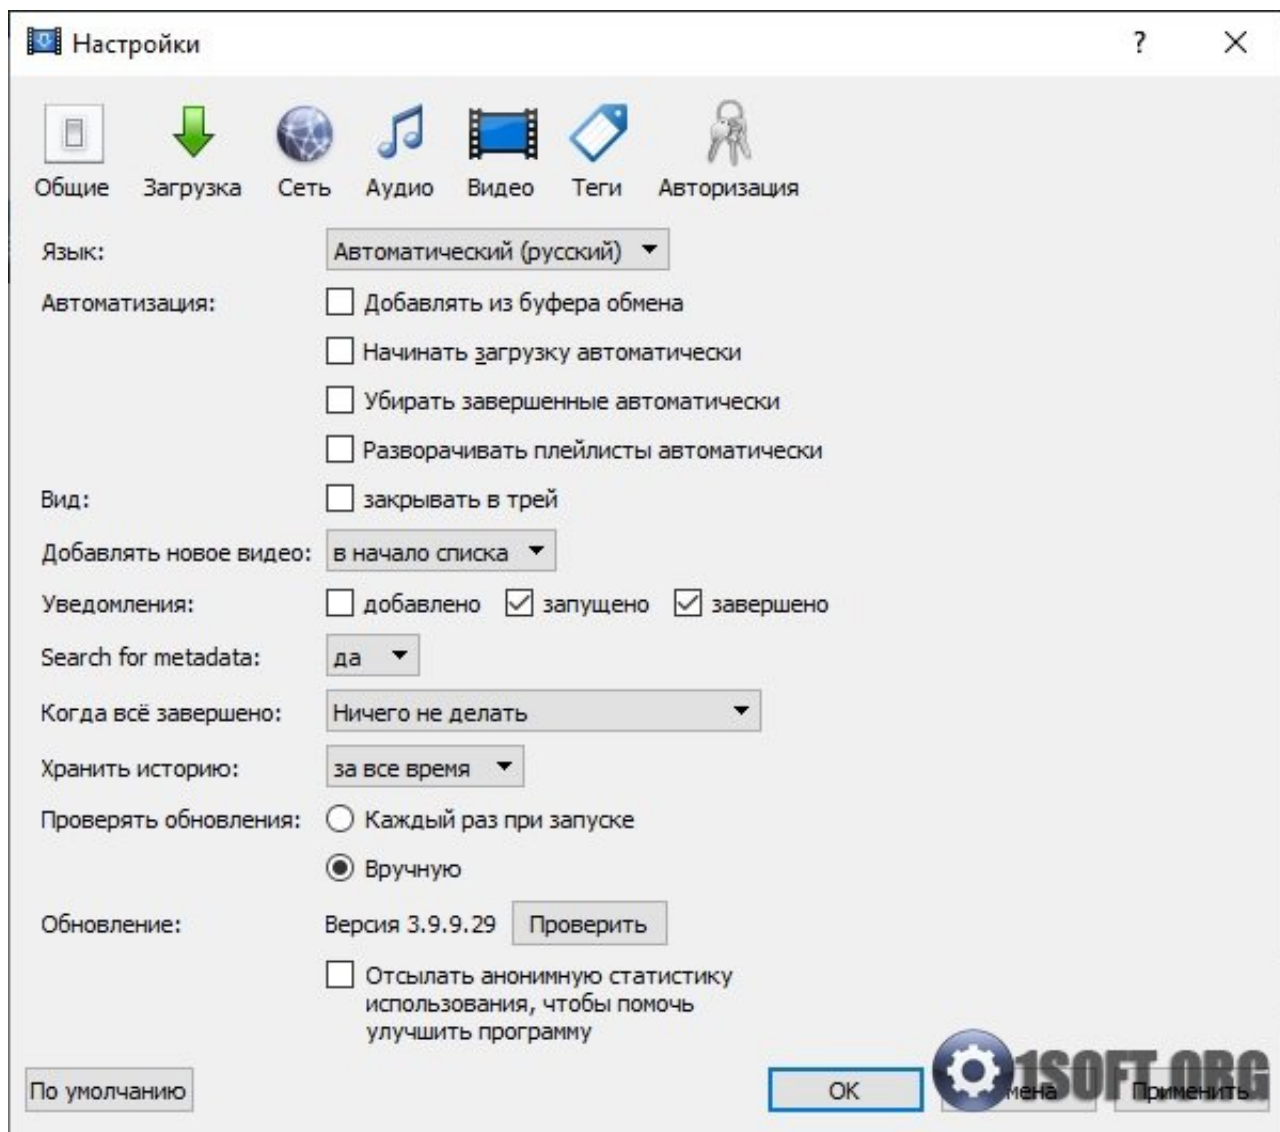 Настройки
?
Общие Загрузка Сеть Аудио Видео Теги Авторизация
Язык: Автоматический (русский)
Автоматизация: Добавлять из буфера обмена
Начинать загрузку автоматически
Убирать завершенные автоматически
Разворачивать плейлисты автоматически
Вид: закрывать в трей
Добавлять новое видео: в начало списка
Уведомления: добавлено запущено завершено
Search for metadata: да
Когда всё завершено: Ничего не делать
Хранить историю: за все время
Проверять обновления: Каждый раз при запуске
Вручную
Обновление: Версия 3.9.9.29 Проверить
Отсылать анонимную статистику
использования, чтобы помочь
улучшить программу
По умолчанию OK Применить
1SOFT.ORG